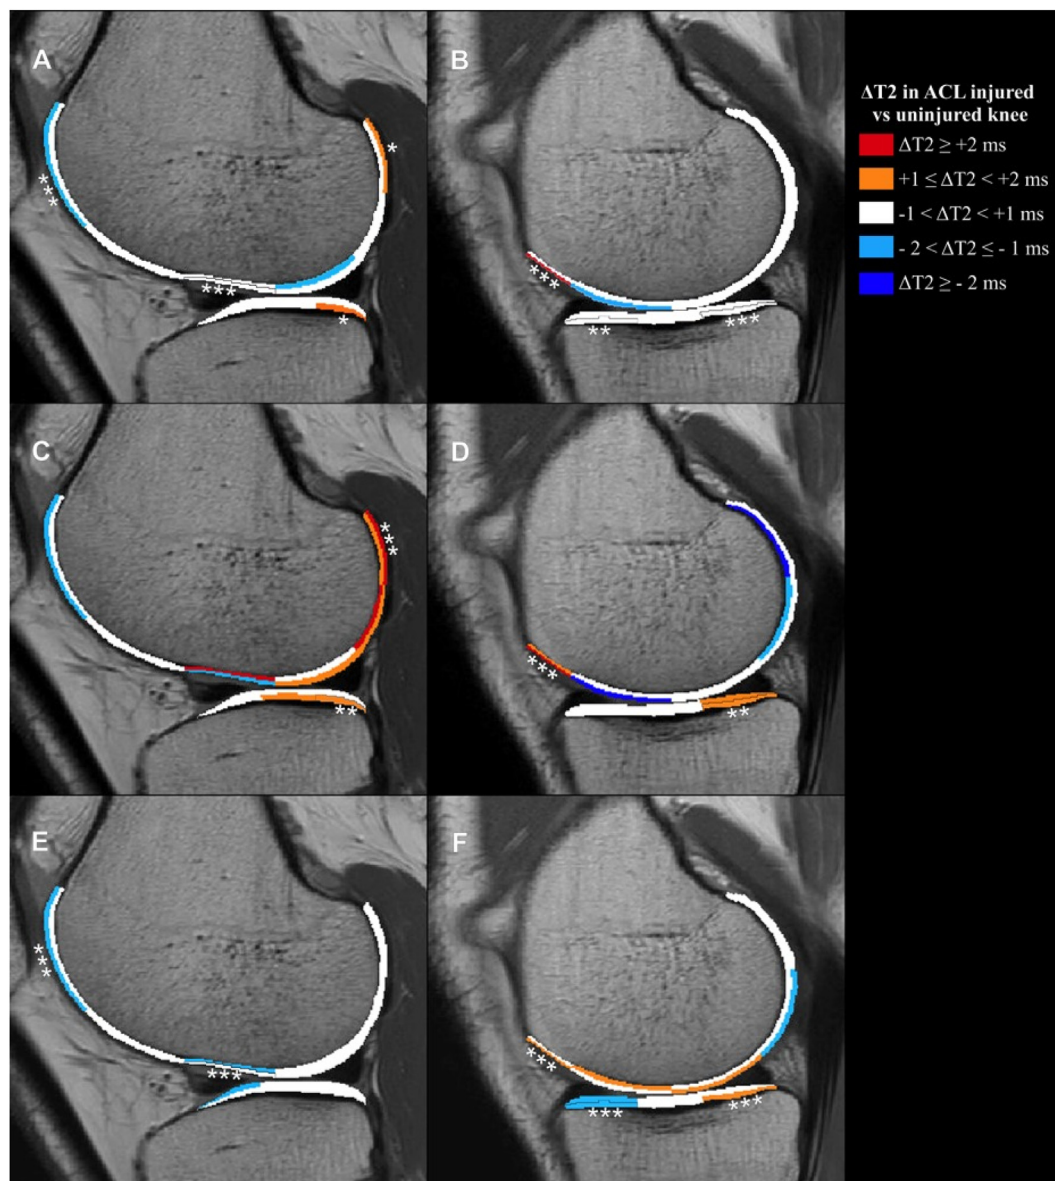 A
B
ΔT2 in ACL injured
vs uninjured knee
ΔT2 ≥ +2 ms
+1 ≤ ΔT2 < +2 ms
-1 < ΔT2 < +1 ms
- 2 < ΔT2 ≤ - 1 ms
ΔT2 ≥ - 2 ms
*
***
***
*
***
**
***
C
D
***
***
**
**
E
F
***
***
***
***
***